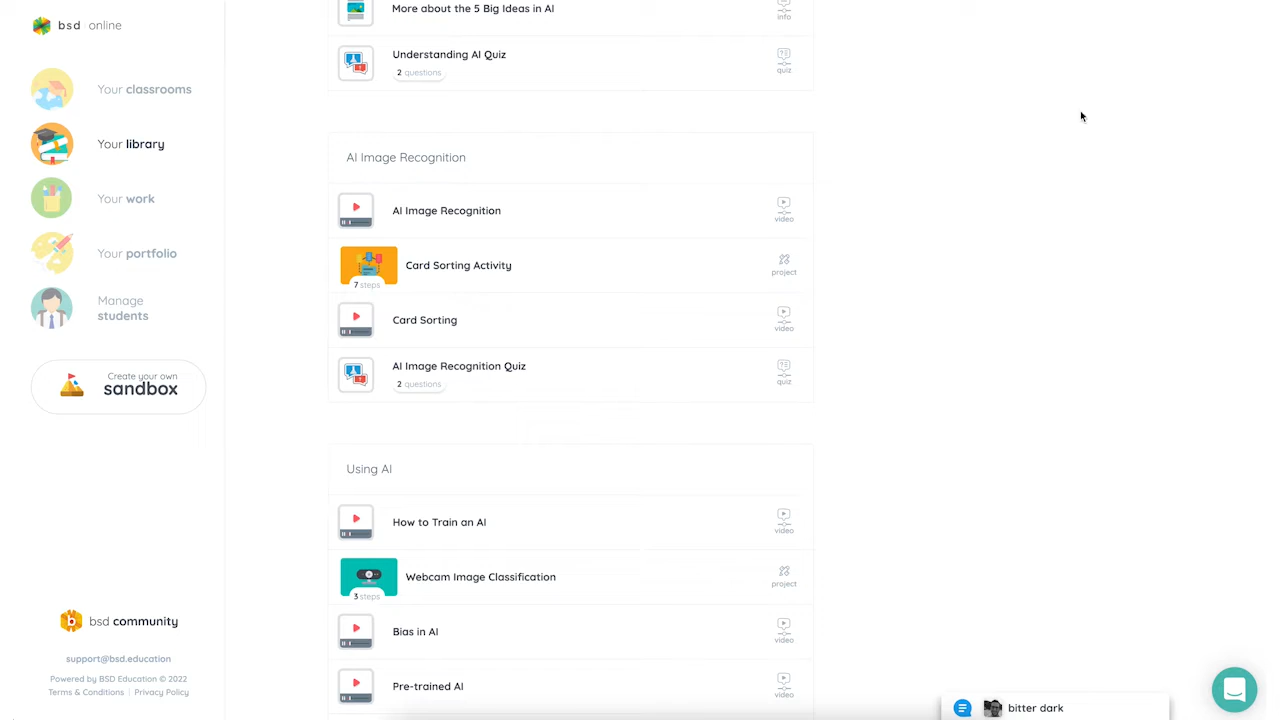 bsd online
Your classrooms
Your library
Your work
Your portfolio
Manage
students
Create your own
sandbox
bsd community
support@bsd.education
Powered by BSD Education © 2022
Terms & Conditions | Privacy Policy
More about the 5 Big Ideas in AI
info
Understanding AI Quiz
2 questions
quiz
AI Image Recognition
AI Image Recognition
video
Card Sorting Activity
7 steps
project
Card Sorting
video
AI Image Recognition Quiz
2 questions
quiz
Using AI
How to Train an AI
video
Webcam Image Classification
3 steps
project
Bias in AI
video
Pre-trained AI
video
bitter dark